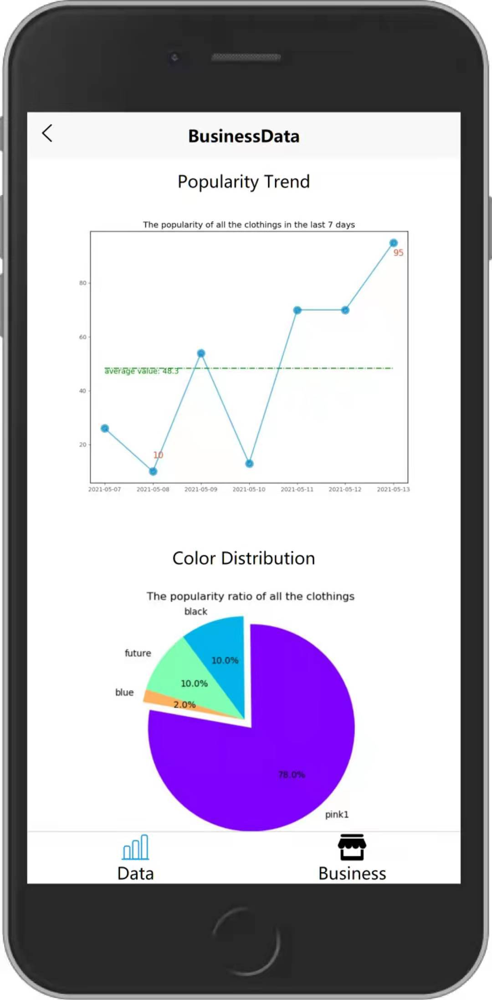 BusinessData
Popularity Trend
The popularity of all the clothings in the last 7 days
95
80
60
average value: 48.3
40
20
10
2021-05-07 2021-05-08 2021-05-09 2021-05-10 2021-05-11 2021-05-12 2021-05-13
Color Distribution
The popularity ratio of all the clothings
black
future
10.0%
10.0%
blue
2.0%
78.0%
pink1
Data Business